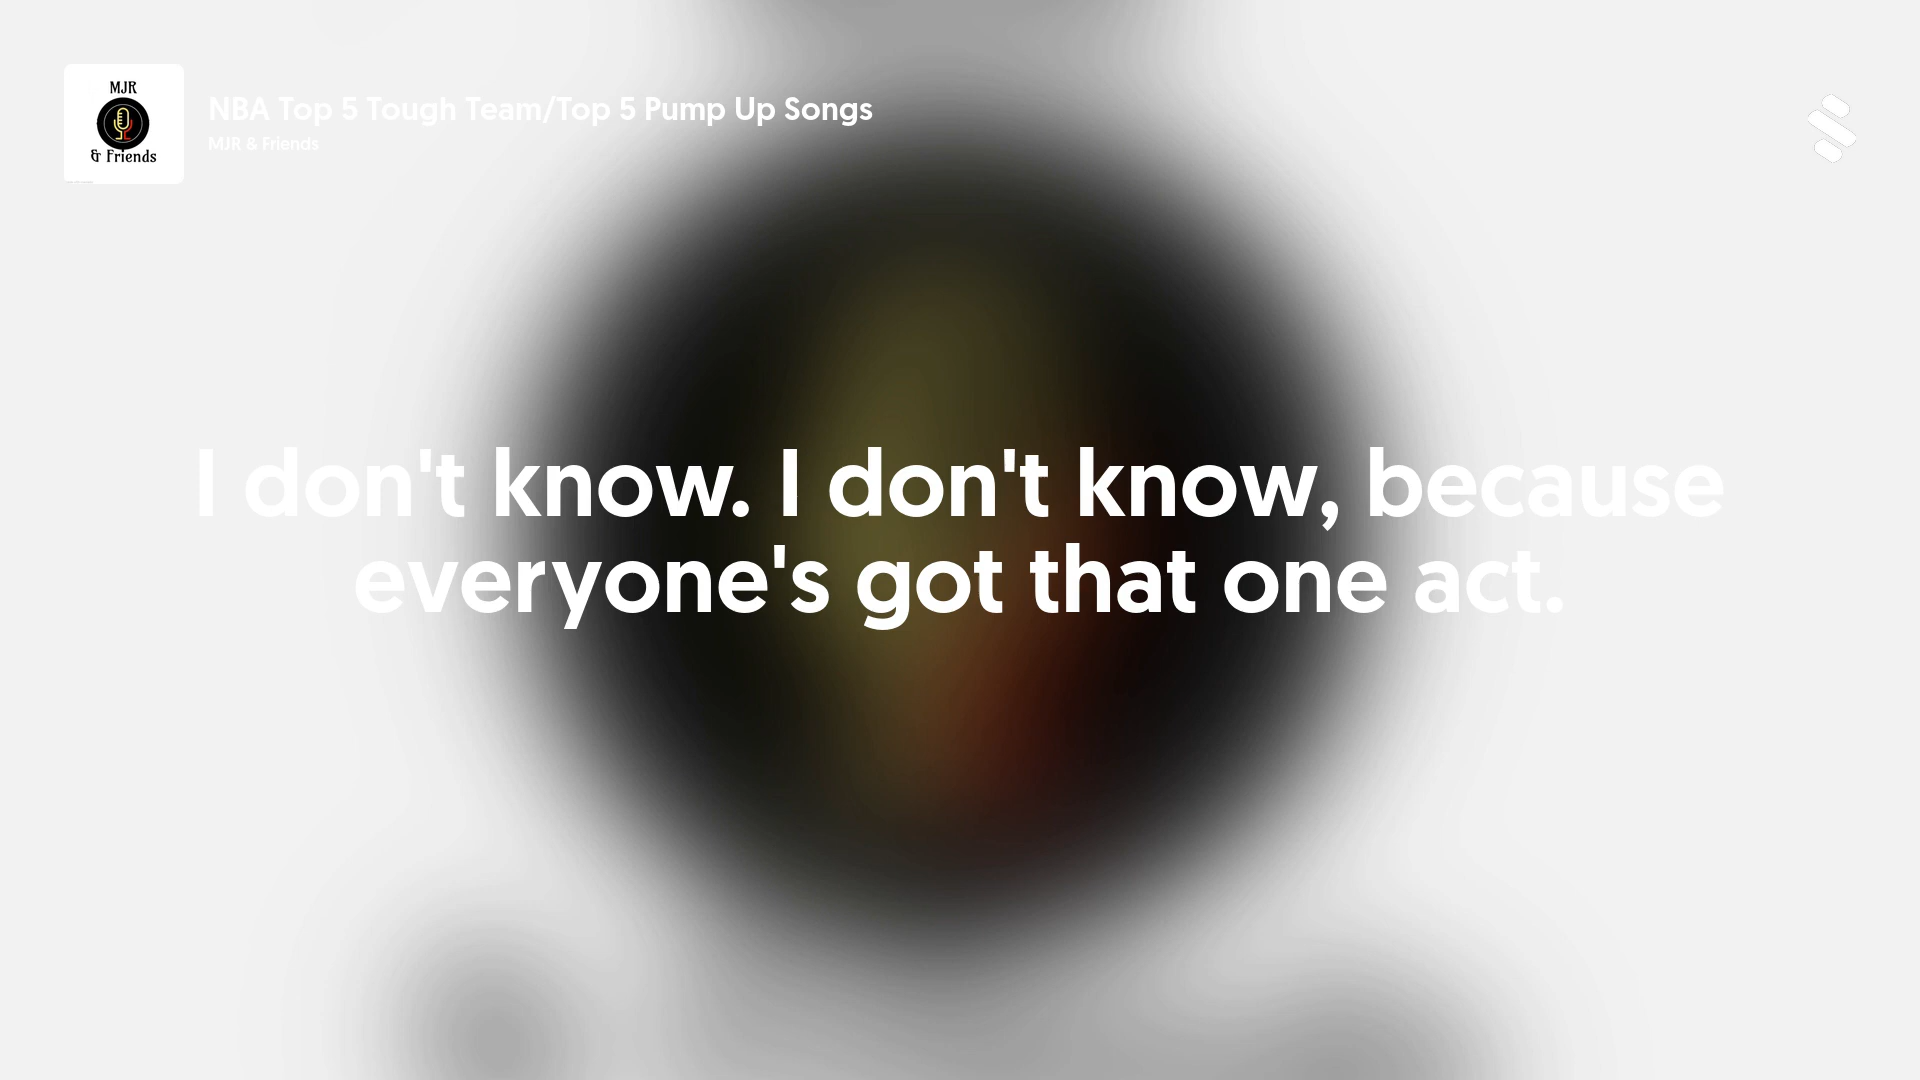 MJR
& Friends
NBA Top 5 Tough Team/Top 5 Pump Up Songs
MJR & Friends
I don't know. I don't know, because
everyone's got that one act.